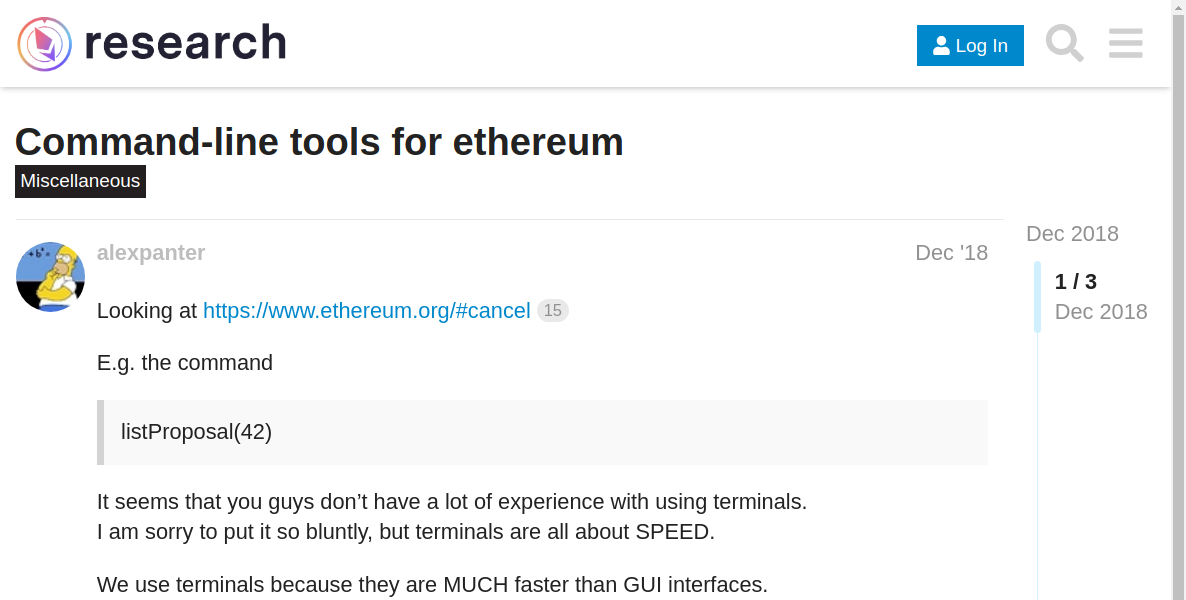 research
Log In
Command-line tools for ethereum
Miscellaneous
alexpanter
Dec '18
Dec 2018
1 / 3
Dec 2018
Looking at https://www.ethereum.org/#cancel 15
E.g. the command
listProposal(42)
It seems that you guys don’t have a lot of experience with using terminals.
I am sorry to put it so bluntly, but terminals are all about SPEED.
We use terminals because they are MUCH faster than GUI interfaces.